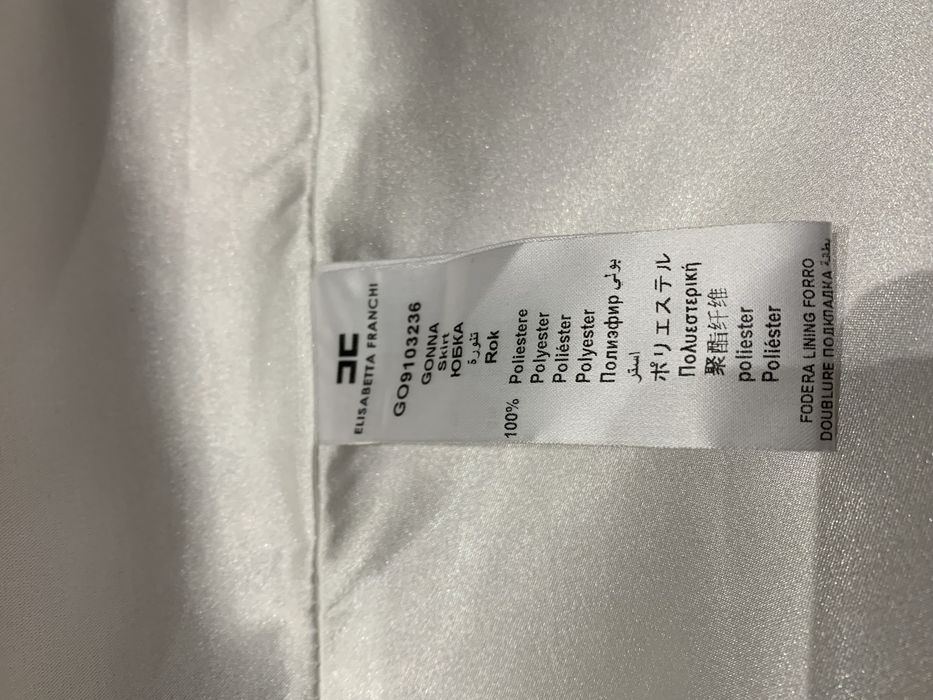 ELISABETTA FRANCHI
GO9103236
GONNA
Skirt
ЮБКА
تنورة
Rok
100% Poliestere
Polyester
Poliéster
Polyester
Полиэфир بولي
استر
ポリエステル
Πολυεστερική
聚酯纤维
poliester
Poliéster
FODERA LINING FORRO
DOUBLURE ПОДКЛАДКА بطانة